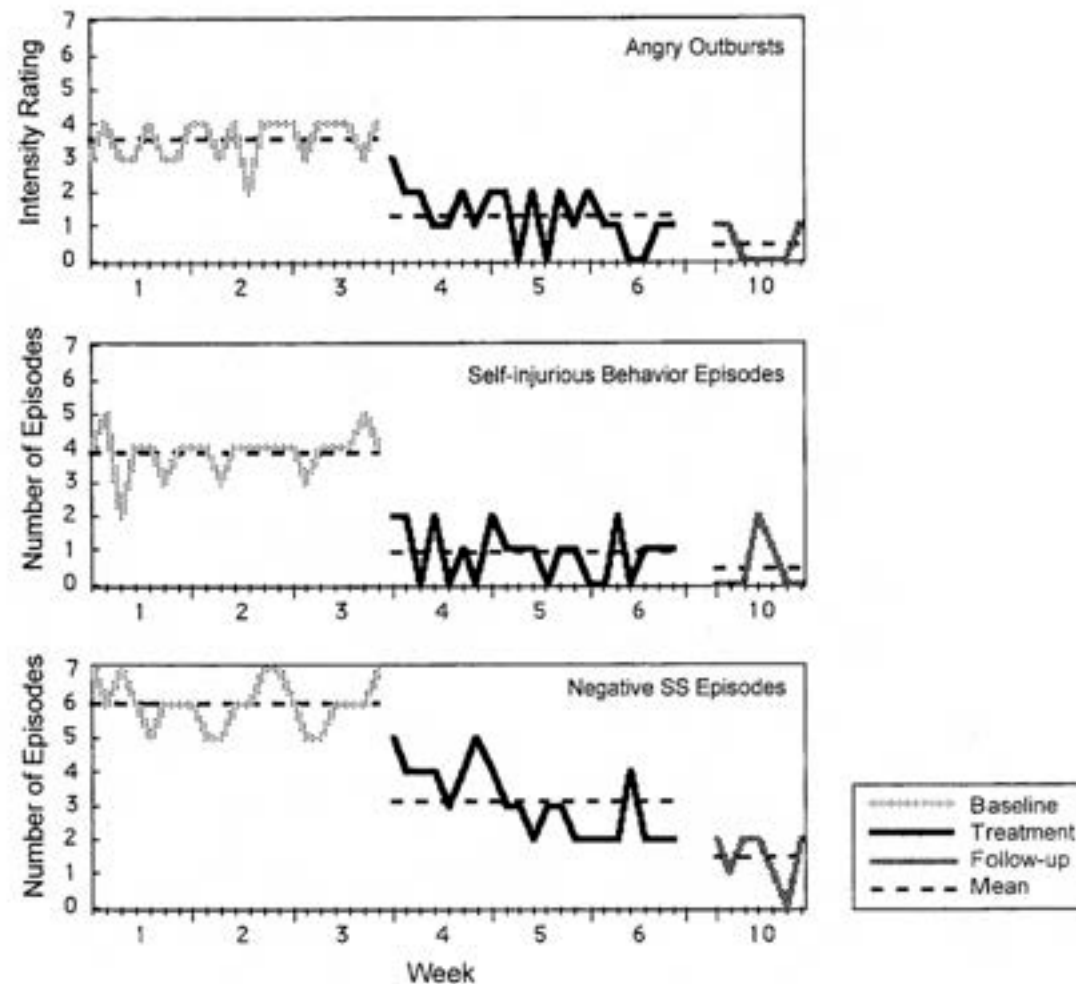 Angry Outbursts
Intensity Rating
7
6
5
4
3
2
1
0
1 2 3 4 5 6 10
Self-injurious Behavior Episodes
Number of Episodes
7
6
5
4
3
2
1
0
1 2 3 4 5 6 10
Negative SS Episodes
Number of Episodes
7
6
5
4
3
2
1
0
1 2 3 4 5 6 10
Week
Baseline
Treatment
Follow-up
Mean